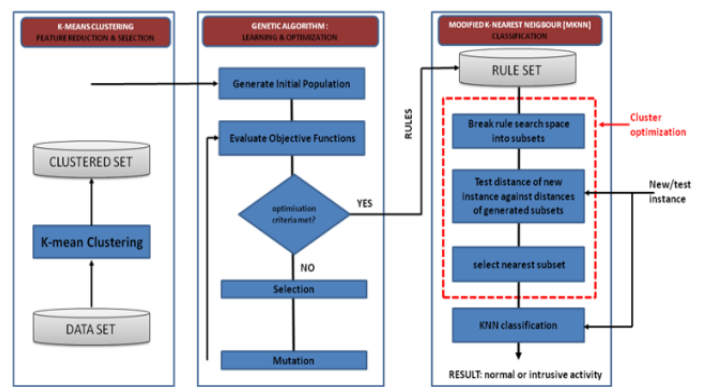 K-MEANS CLUSTERING
FEATURE REDUCTION & SELECTION
CLUSTERED SET
K-mean Clustering
DATA SET
GENETIC ALGORITHM :
LEARNING & OPTIMIZATION
Generate Initial Population
Evaluate Objective Functions
optimisation
criteria met?
YES
NO
Selection
Mutation
RULES
MODIFIED K-NEAREST NEIGBOUR [MKNN]
CLASSIFICATION
RULE SET
Break rule search space
into subsets
Cluster
optimization
Test distance of new
instance against distances
of generated subsets
New/test
instance
select nearest subset
KNN classification
RESULT: normal or intrusive activity